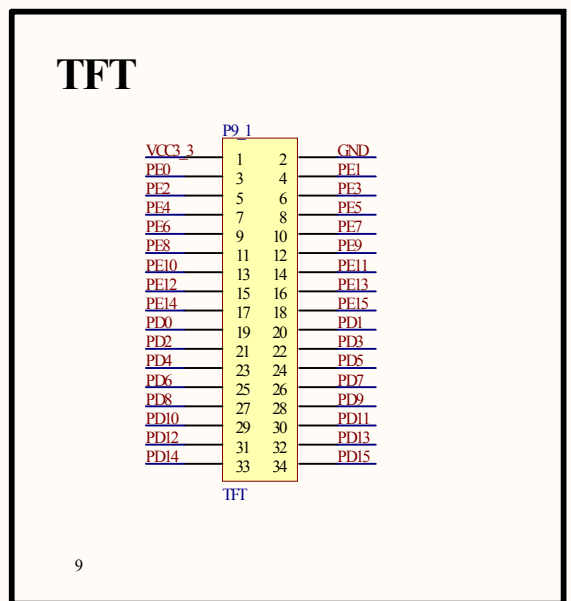 TFT
P9_1
VCC3_3 1 2 GND
PE0 3 4 PE1
PE2 5 6 PE3
PE4 7 8 PE5
PE6 9 10 PE7
PE8 11 12 PE9
PE10 13 14 PE11
PE12 15 16 PE13
PE14 17 18 PE15
PD0 19 20 PD1
PD2 21 22 PD3
PD4 23 24 PD5
PD6 25 26 PD7
PD8 27 28 PD9
PD10 29 30 PD11
PD12 31 32 PD13
PD14 33 34 PD15
TFT
9